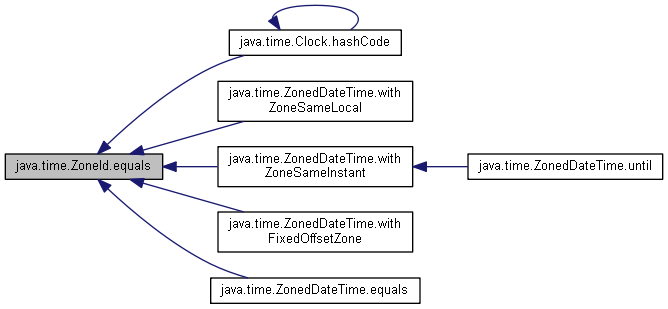 java.time.Clock.hashCode
java.time.ZonedDateTime.with
ZoneSameLocal
java.time.ZoneId.equals
java.time.ZonedDateTime.with
ZoneSameInstant
java.time.ZonedDateTime.until
java.time.ZonedDateTime.with
FixedOffsetZone
java.time.ZonedDateTime.equals